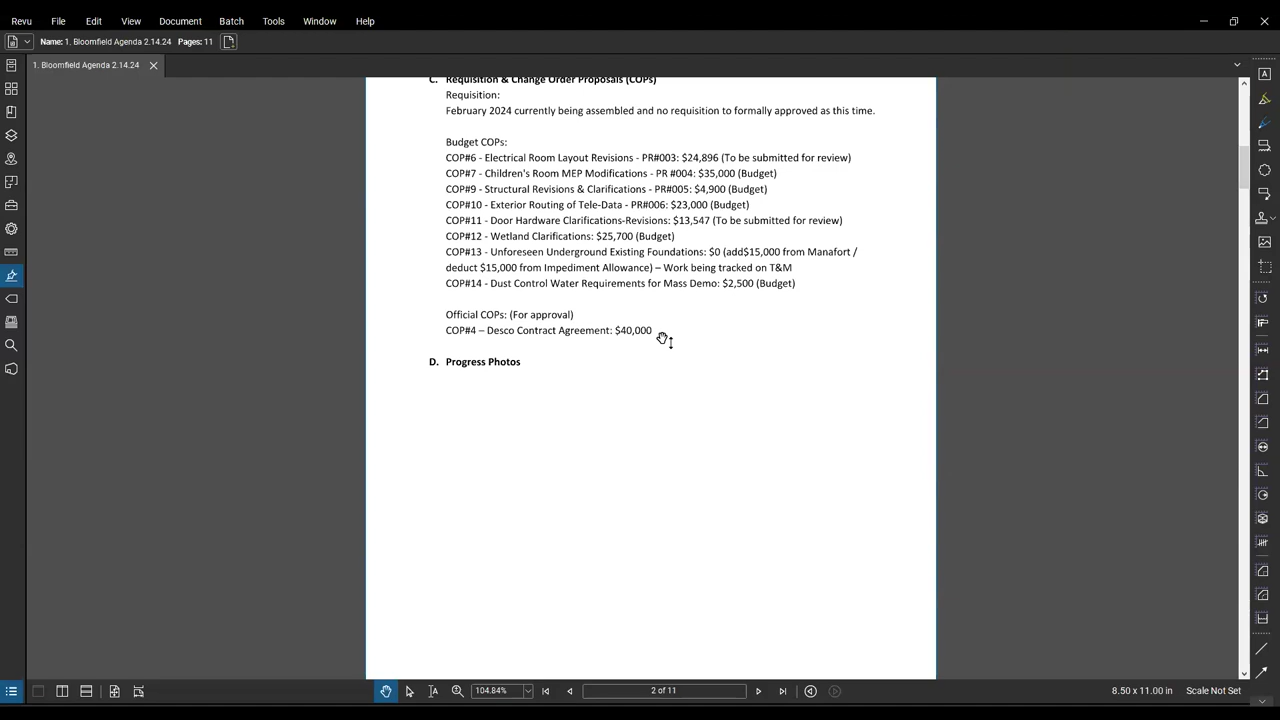 Revu File Edit View Document Batch Tools Window Help
Name: 1. Bloomfield Agenda 2.14.24 Pages: 11
1. Bloomfield Agenda 2.14.24
C. Requisition & Change Order Proposals (COPs)
Requisition:
February 2024 currently being assembled and no requisition to formally approved as this time.
Budget COPs:
COP#6 - Electrical Room Layout Revisions - PR#003: $24,896 (To be submitted for review)
COP#7 - Children's Room MEP Modifications - PR #004: $35,000 (Budget)
COP#9 - Structural Revisions & Clarifications - PR#005: $4,900 (Budget)
COP#10 - Exterior Routing of Tele-Data - PR#006: $23,000 (Budget)
COP#11 - Door Hardware Clarifications-Revisions: $13,547 (To be submitted for review)
COP#12 - Wetland Clarifications: $25,700 (Budget)
COP#13 - Unforeseen Underground Existing Foundations: $0 (add$15,000 from Manafort /
deduct $15,000 from Impediment Allowance) – Work being tracked on T&M
COP#14 - Dust Control Water Requirements for Mass Demo: $2,500 (Budget)
Official COPs: (For approval)
COP#4 – Desco Contract Agreement: $40,000
D. Progress Photos
104.84% 2 of 11 8.50 x 11.00 in Scale Not Set